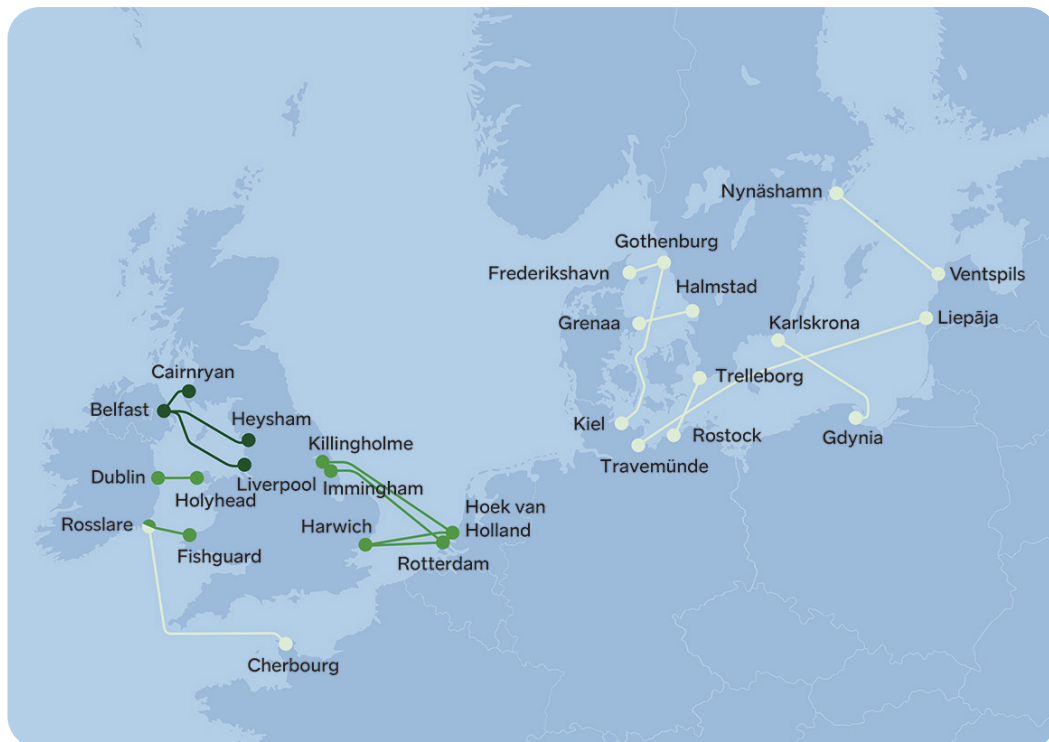 Nynäshamn
Gothenburg
Frederikshavn
Ventspils
Halmstad
Grenaa
Karlskrona
Liepāja
Cairnryan
Trelleborg
Belfast
Heysham
Kiel
Rostock
Gdynia
Killingholme
Travemünde
Dublin
Holyhead
Liverpool
Immingham
Hoek van
Holland
Rosslare
Harwich
Fishguard
Rotterdam
Cherbourg